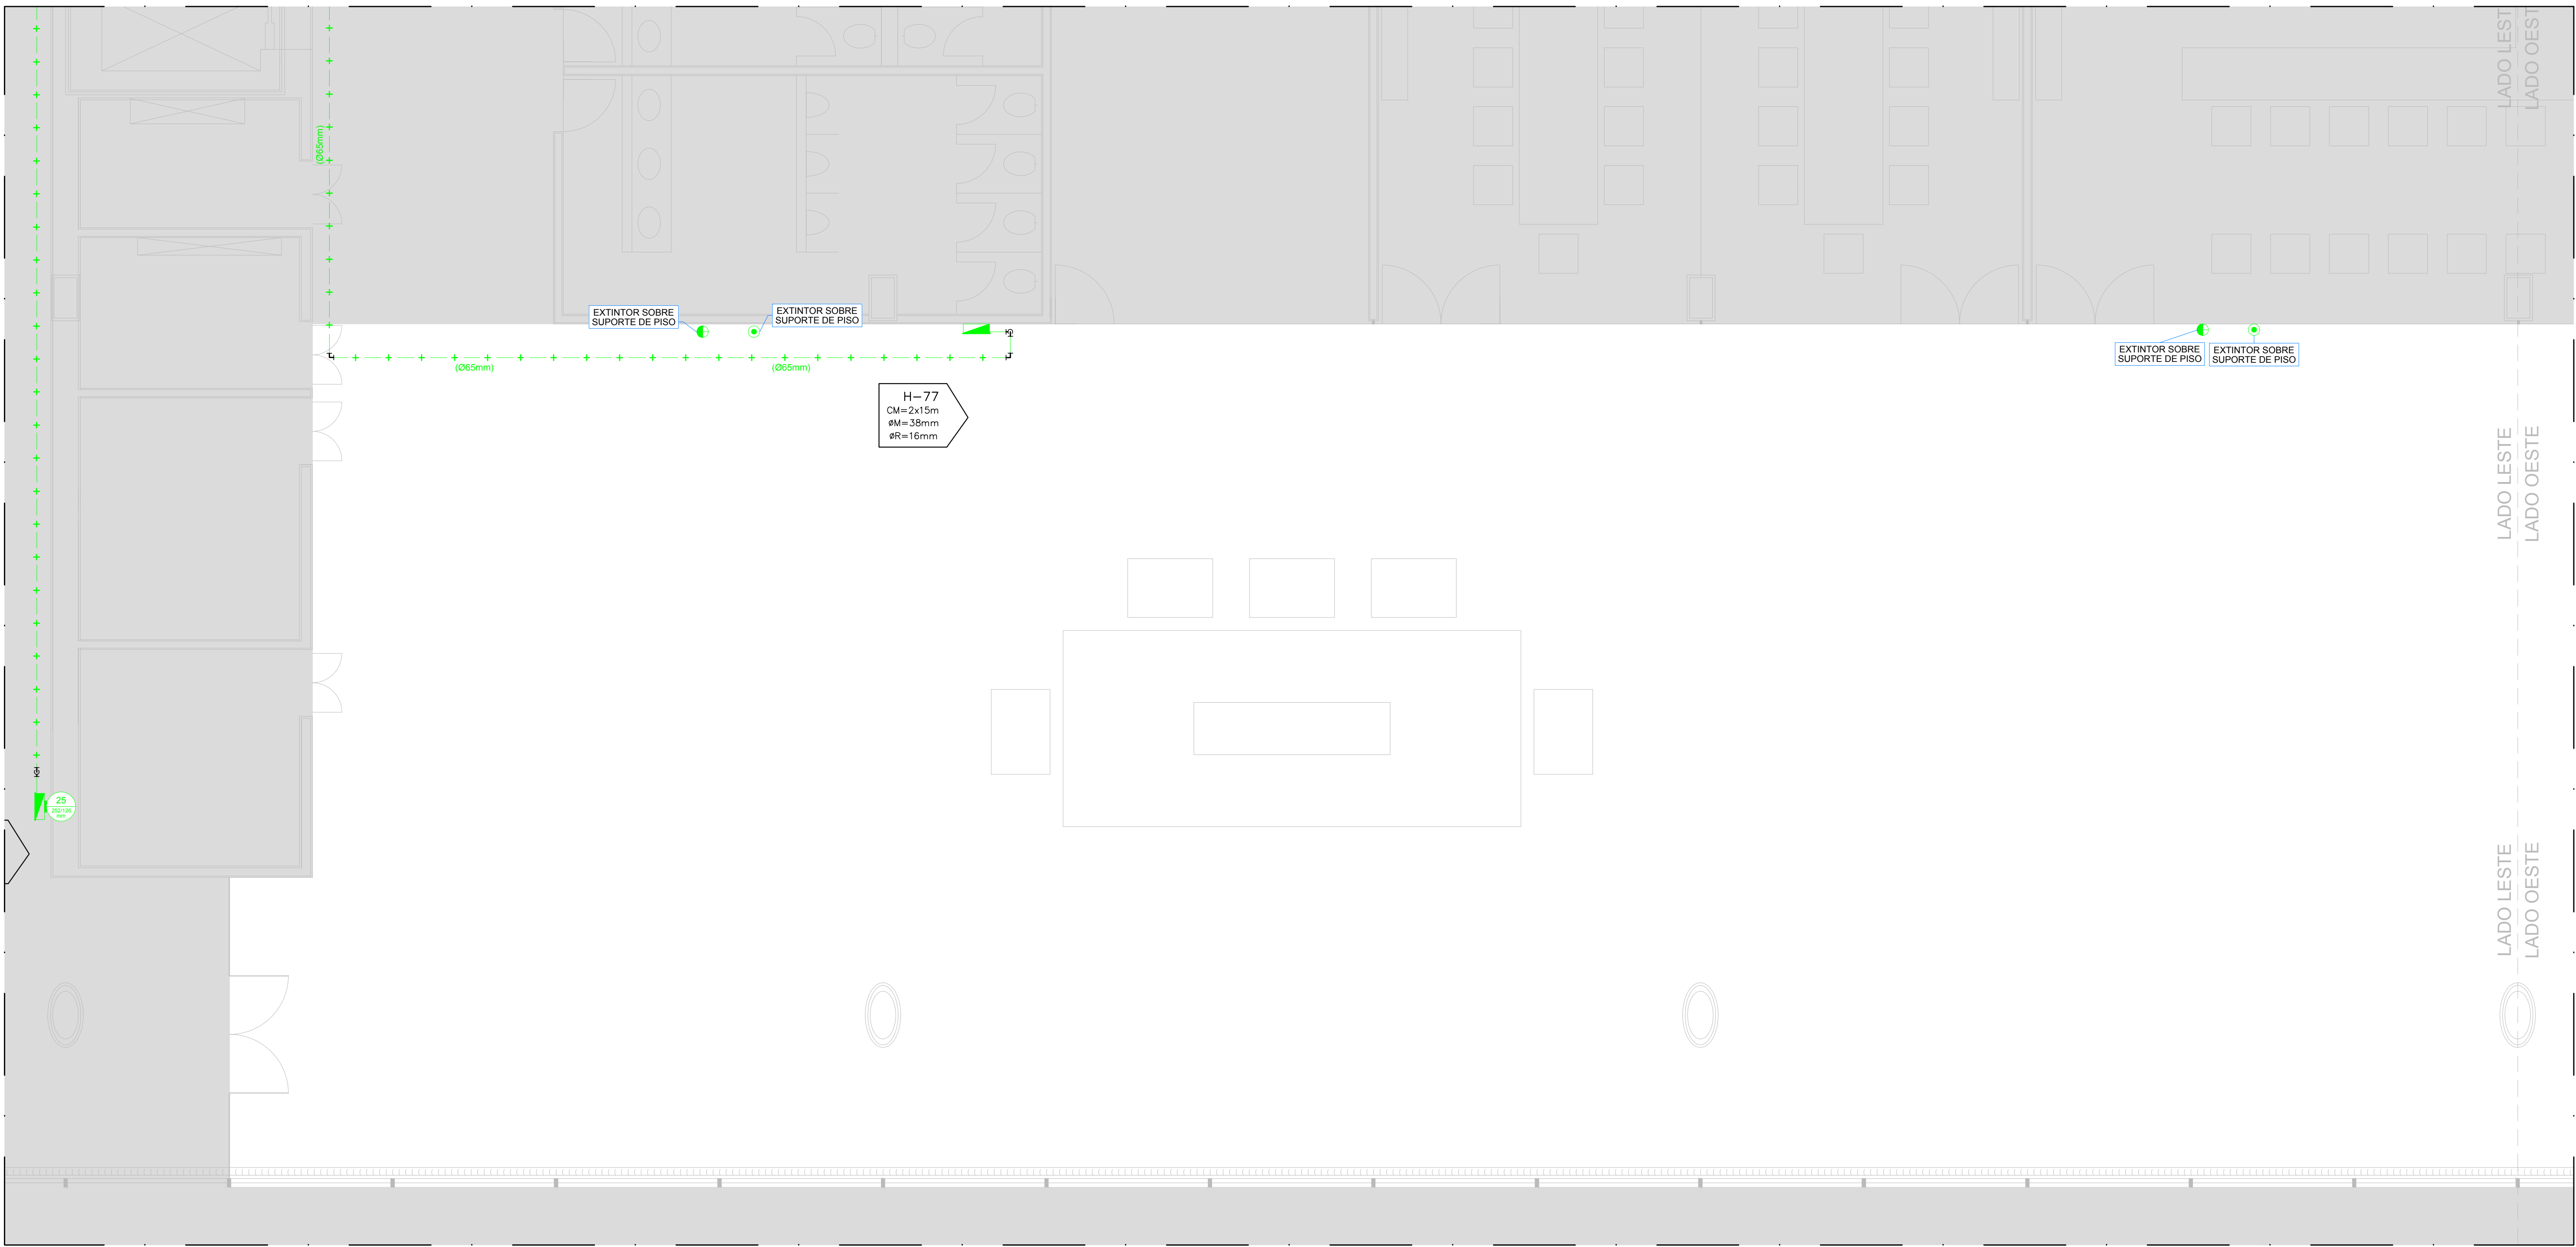 LADO LESTE
LADO OESTE
(Ø65mm)
EXTINTOR SOBRE
SUPORTE DE PISO
EXTINTOR SOBRE
SUPORTE DE PISO
(Ø65mm)
(Ø65mm)
EXTINTOR SOBRE
SUPORTE DE PISO
EXTINTOR SOBRE
SUPORTE DE PISO
H-77
CM=2x15m
øM=38mm
øR=16mm
LADO LESTE
LADO OESTE
25
mm
LADO LESTE
LADO OESTE